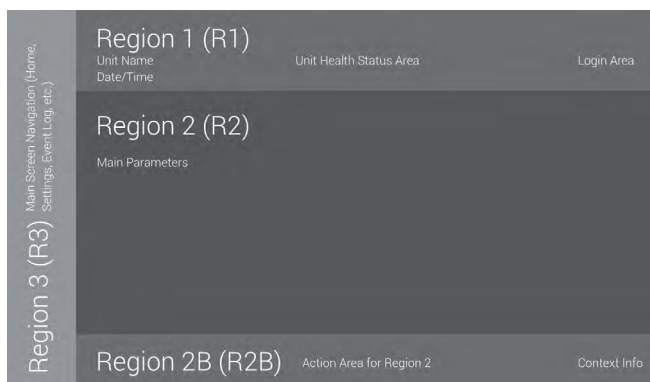 Region 3 (R3)
Main Screen Navigation (Home,
Settings, Event Log, etc.)
Region 1 (R1)
Unit Name
Date/Time
Unit Health Status Area
Login Area
Region 2 (R2)
Main Parameters
Region 2B (R2B)
Action Area for Region 2
Context Info